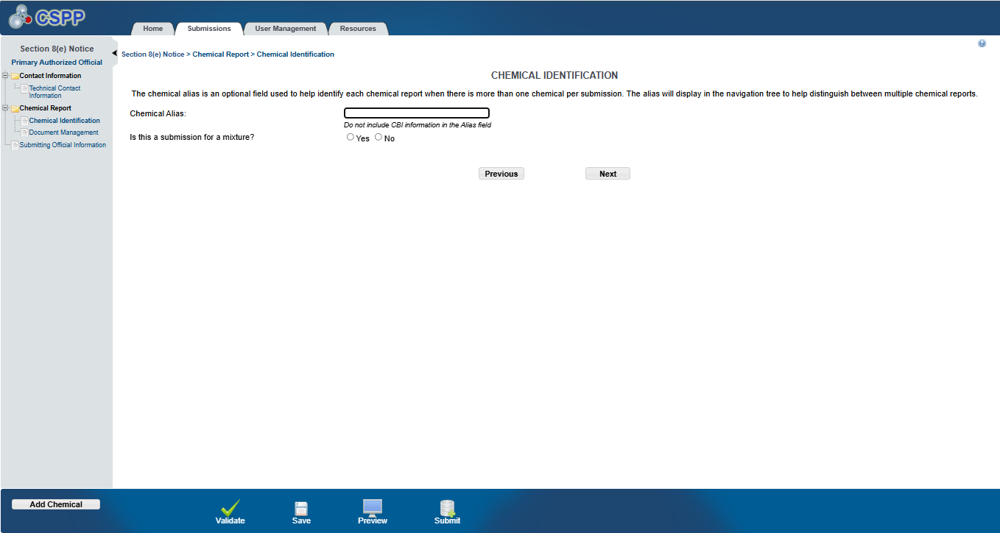 CSPP
Home
Submissions
User Management
Resources
Section 8(e) Notice
Primary Authorized Official
Contact Information
Technical Contact
Information
Chemical Report
Chemical Identification
Document Management
Submitting Official Information
Section 8(e) Notice > Chemical Report > Chemical Identification
CHEMICAL IDENTIFICATION
The chemical alias is an optional field used to help identify each chemical report when there is more than one chemical per submission. The alias will display in the navigation tree to help distinguish between multiple chemical reports.
Chemical Alias:
Do not include CBI information in the Alias field
Is this a submission for a mixture?
Yes No
Previous
Next
Add Chemical
Validate
Save
Preview
Submit